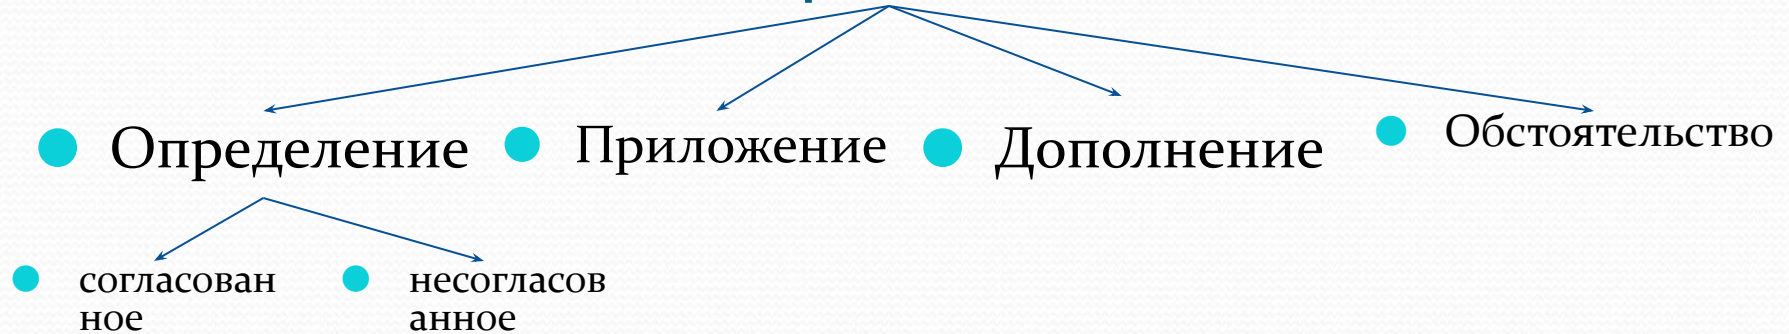 Определение
Приложение
Дополнение
Обстоятельство
согласован
ное
несогласов
анное